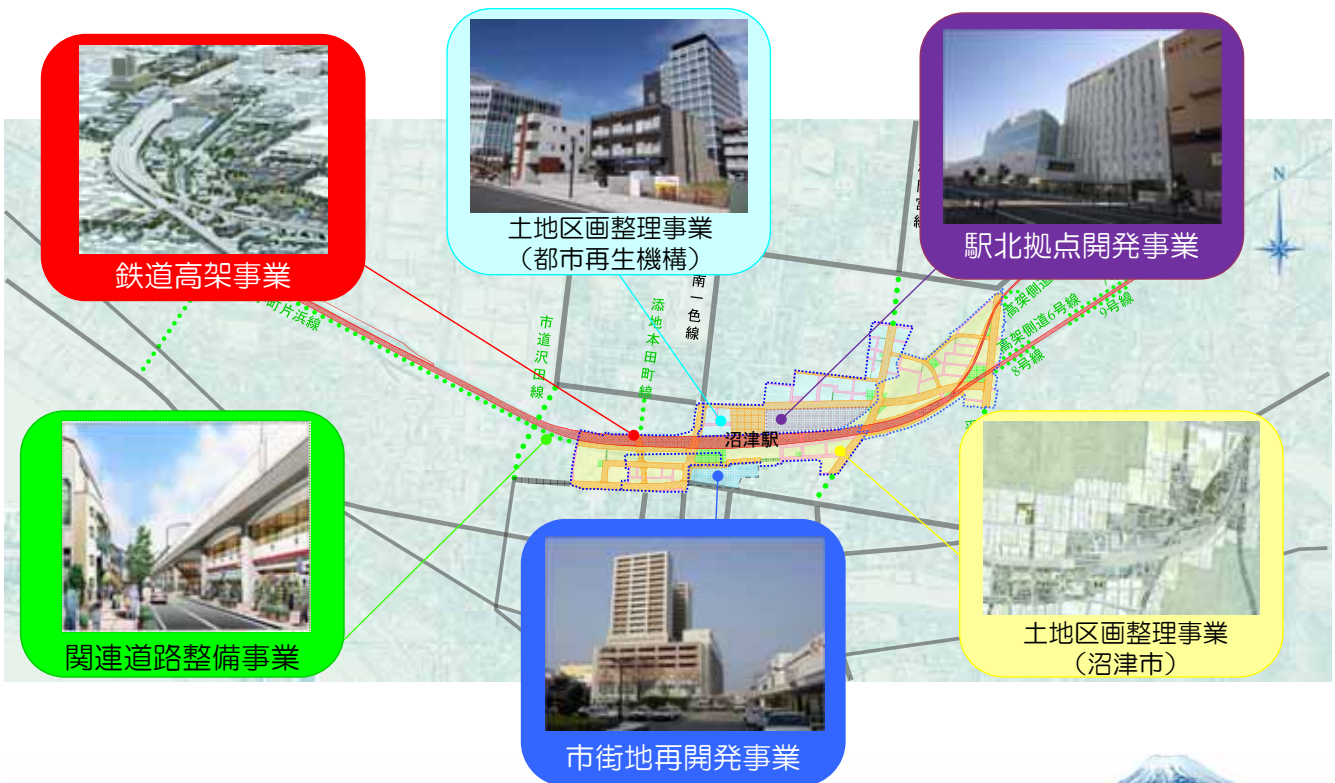 鉄道高架事業
土地区画整理事業
（都市再生機構）
駅北拠点開発事業
N
町片浜線
市道沢田線
添地本田町線
南一色線
高架側道
高架側道6号線
8号線
9号線
沼津駅
関連道路整備事業
市街地再開発事業
土地区画整理事業
（沼津市）